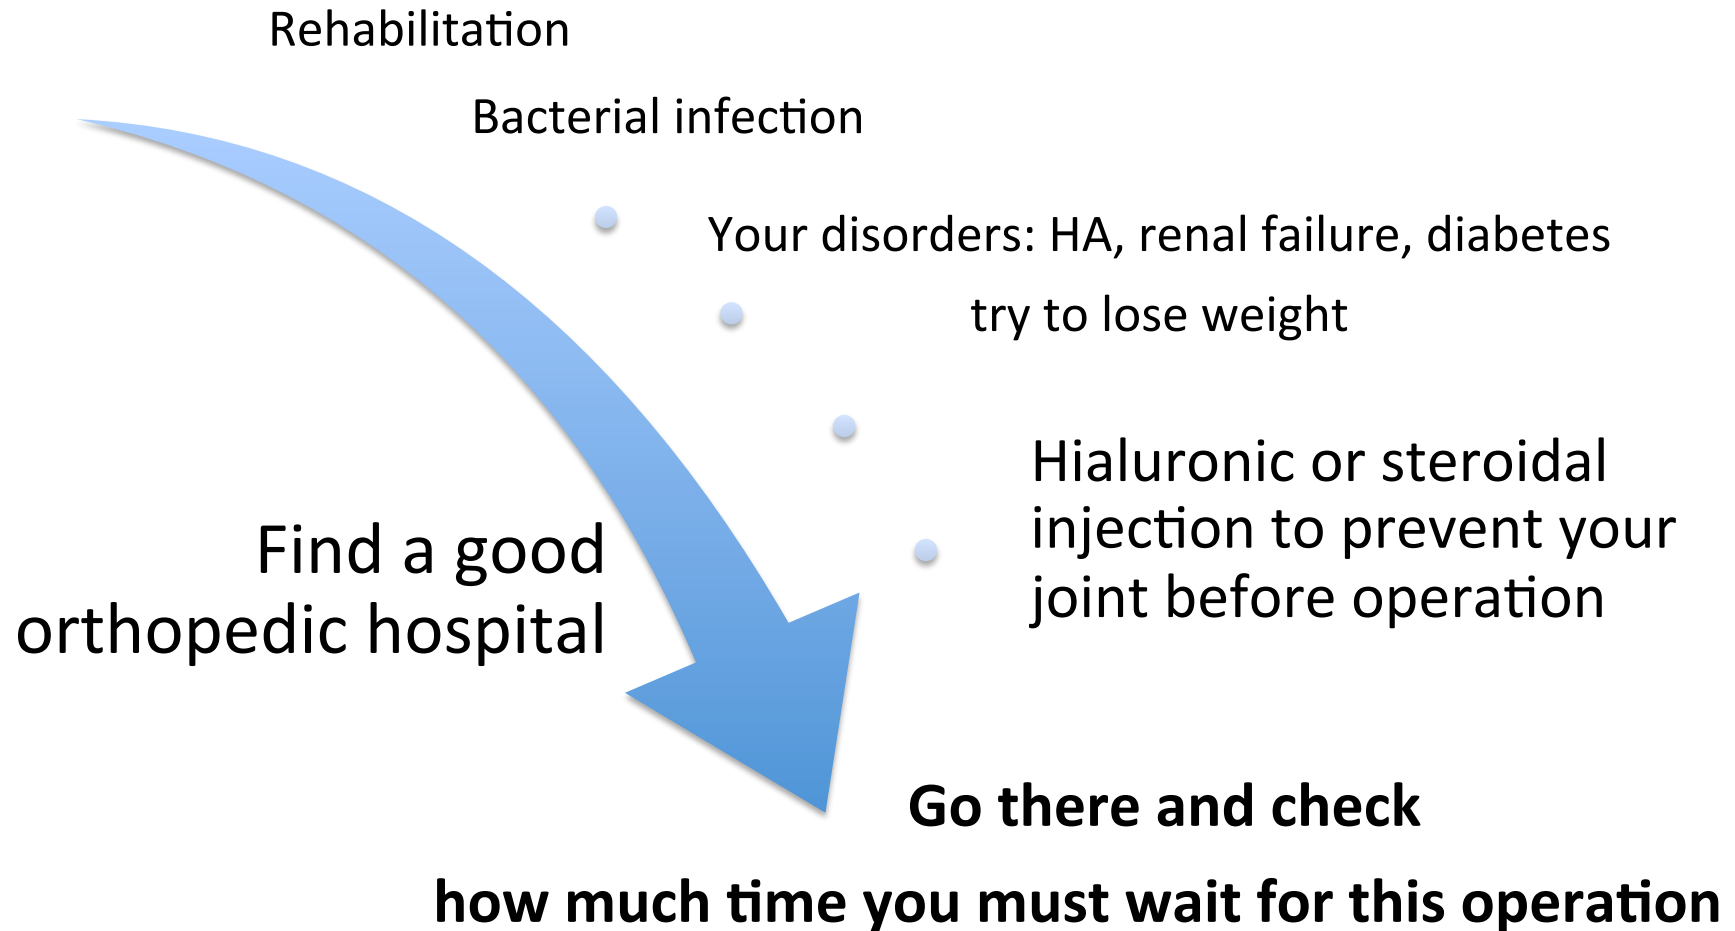 Rehabilitation
Bacterial infection
Your disorders: HA, renal failure, diabetes
try to lose weight
Hialuronic or steroidal
injection to prevent your
joint before operation
Find a good
orthopedic hospital
Go there and check
how much time you must wait for this operation